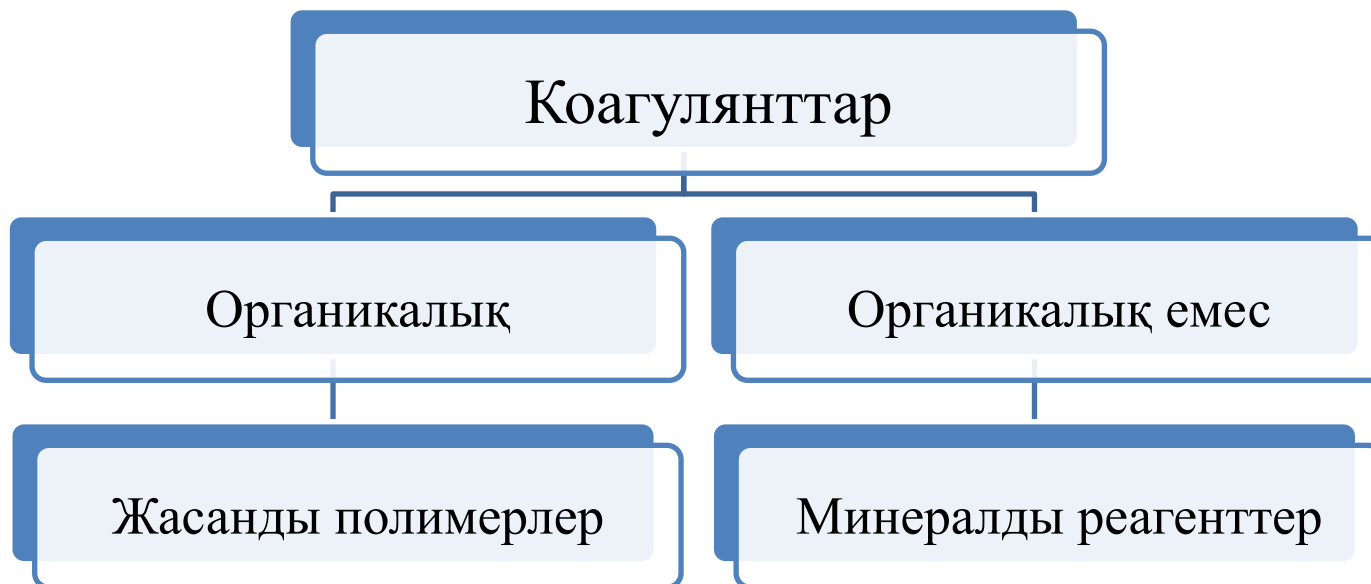 Коагулянттар
Органикалық
Органикалық емес
Жасанды полимерлер
Минералды реагенттер